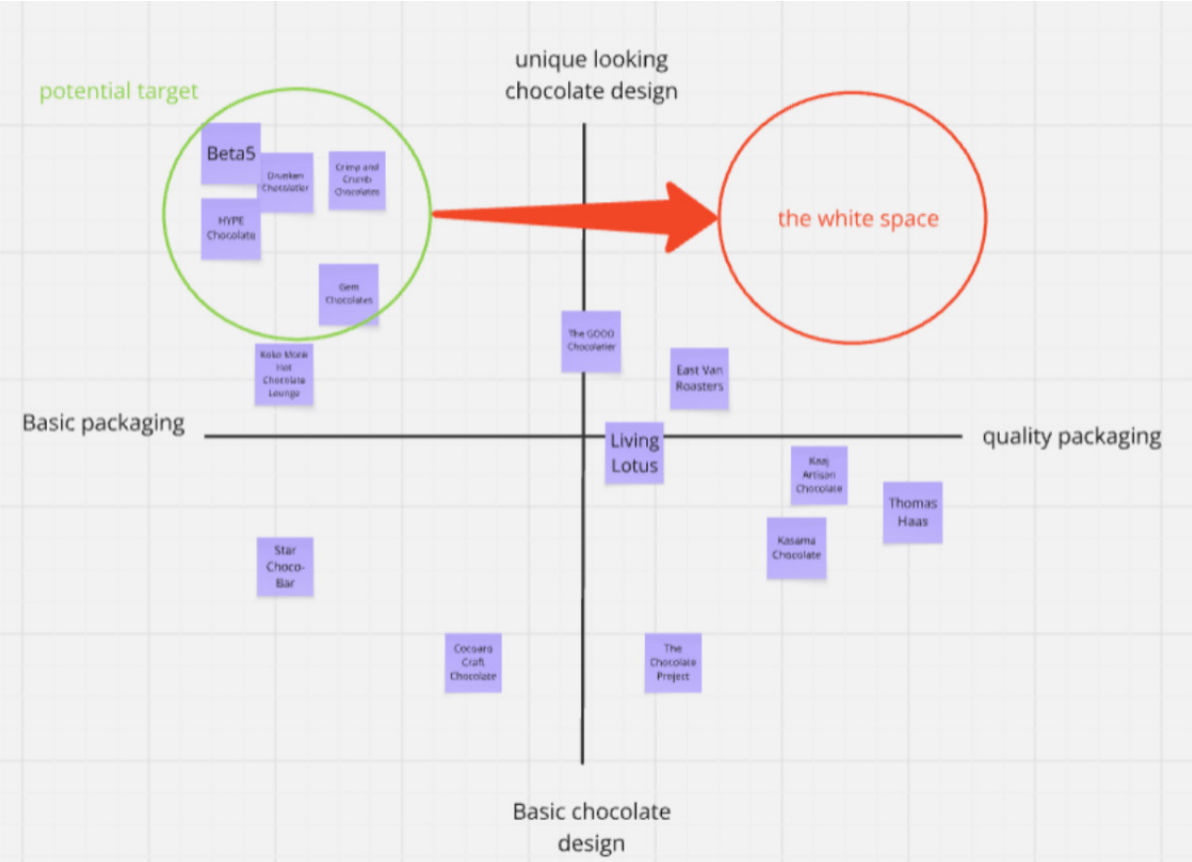 unique looking
chocolate design
potential target
Beta5
Drunken
Chocolatier
Crimp and
Crumb
Chocolates
HYPE
Chocolate
the white space
Gem
Chocolates
The GOOD
Chocolatier
Koko Monk
Hot
Chocolate
Lounge
East Van
Roasters
Basic packaging
quality packaging
Living
Lotus
Artisan
Chocolate
Thomas
Haas
Kasama
Chocolate
Star
Choco-
Bar
Cocoaro
Craft
Chocolate
The
Chocolate
Project
Basic chocolate
design